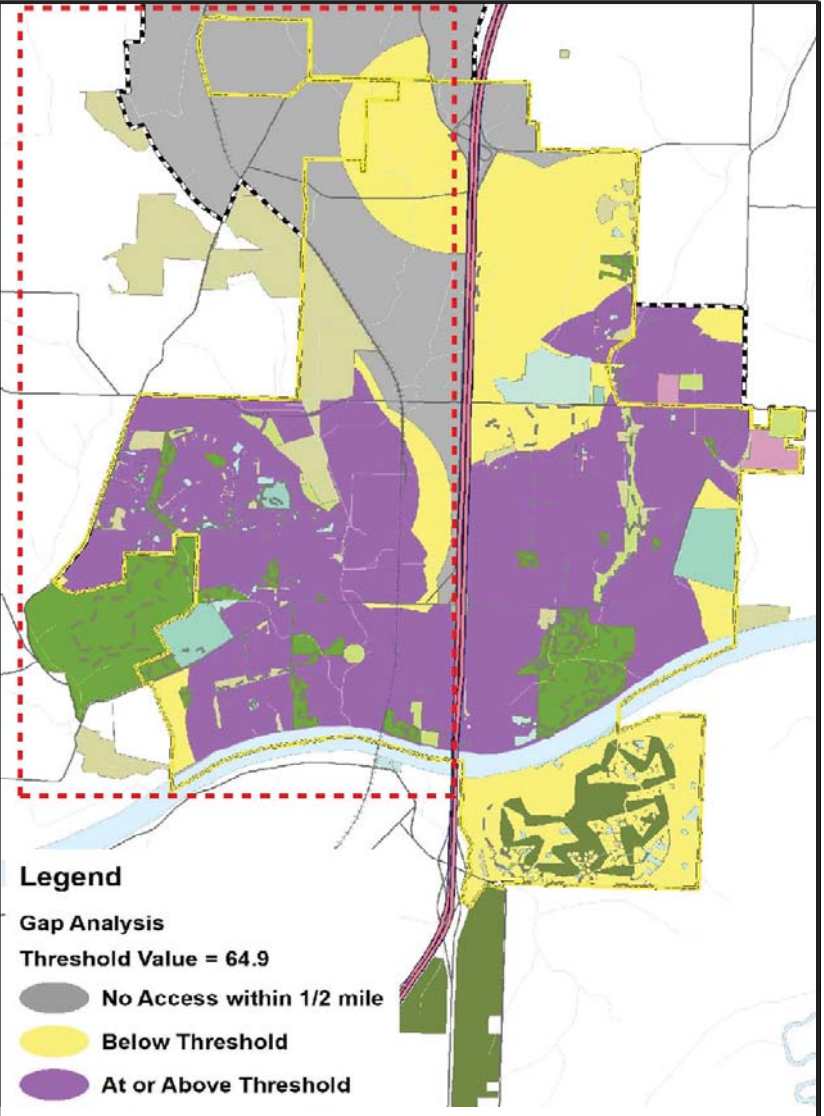 Legend
Gap Analysis
Threshold Value = 64.9
No Access within 1/2 mile
Below Threshold
At or Above Threshold